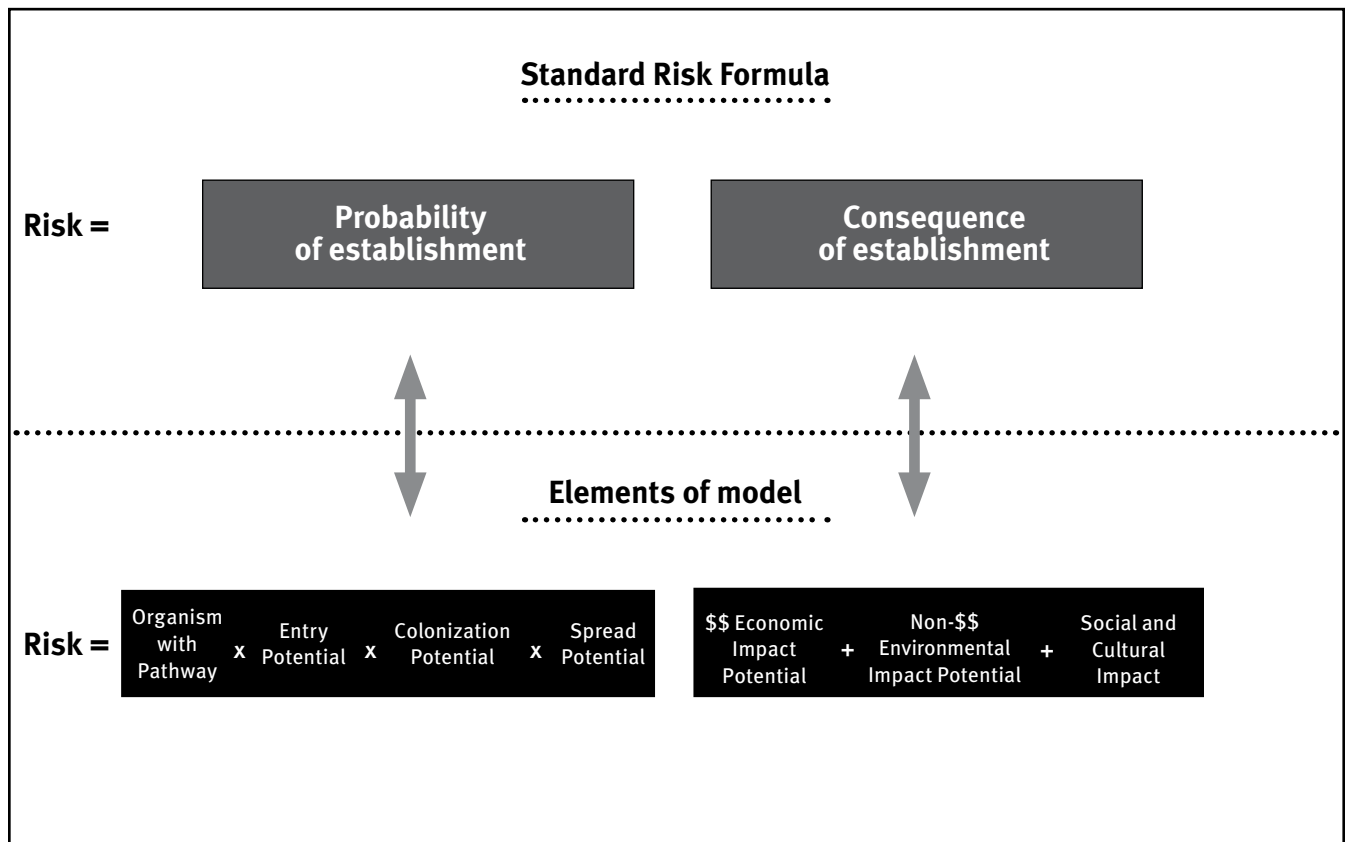 Standard Risk Formula
Risk =
Probability
of establishment
Consequence
of establishment
Elements of model
Risk =
Organism
with
Pathway
x
Entry
Potential
x
Colonization
Potential
x
Spread
Potential
$$ Economic
Impact
Potential
+
Non-$$
Environmental
Impact Potential
+
Social and
Cultural
Impact